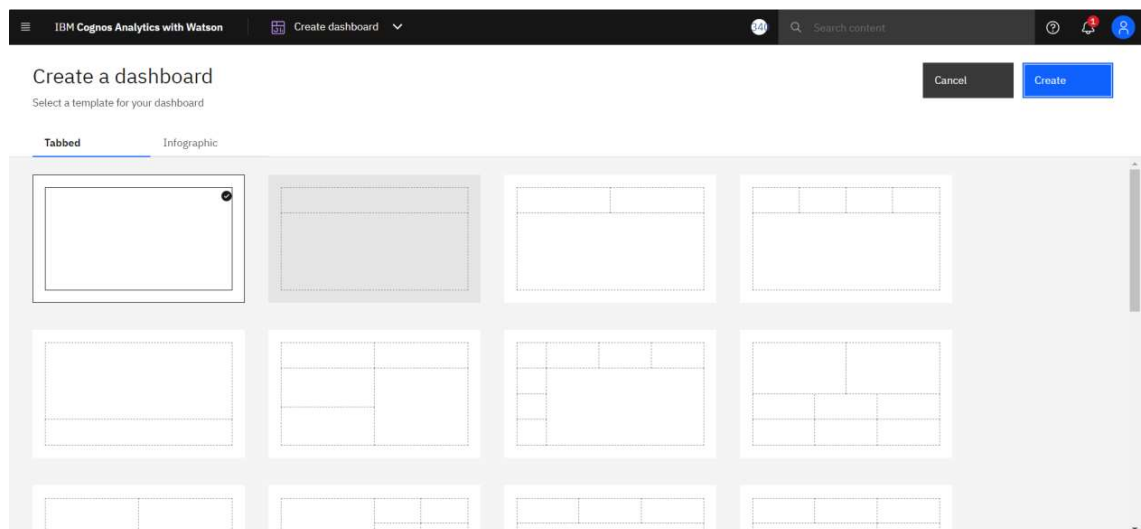 IBM Cognos Analytics with Watson
Create dashboard
Search content
1
Create a dashboard
Select a template for your dashboard
Cancel
Create
Tabbed
Infographic